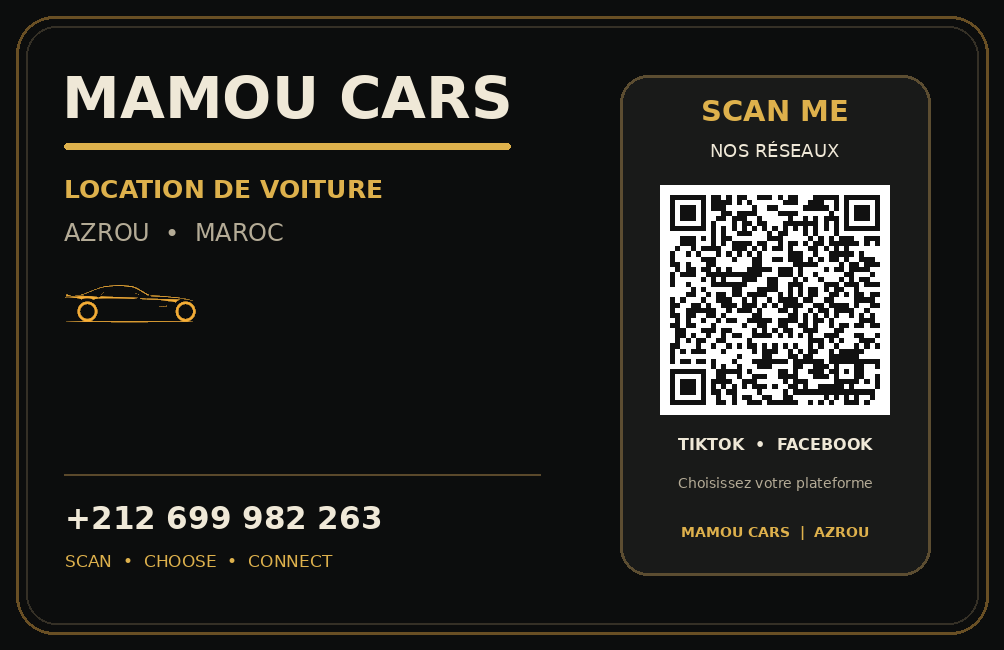 MAMOU CARS
LOCATION DE VOITURE
AZROU • MAROC
+212 699 982 263
SCAN • CHOOSE • CONNECT
SCAN ME
NOS RÉSEAUX
TIKTOK • FACEBOOK
Choisissez votre plateforme
MAMOU CARS | AZROU